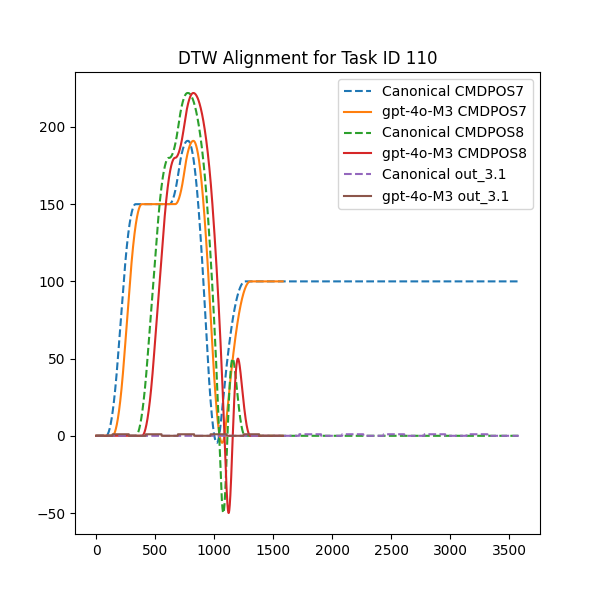 DTW Alignment for Task ID 110
Canonical CMDPOS7
gpt-4o-M3 CMDPOS7
Canonical CMDPOS8
gpt-4o-M3 CMDPOS8
Canonical out_3.1
gpt-4o-M3 out_3.1
200
150
100
50
0
−50
0 500 1000 1500 2000 2500 3000 3500